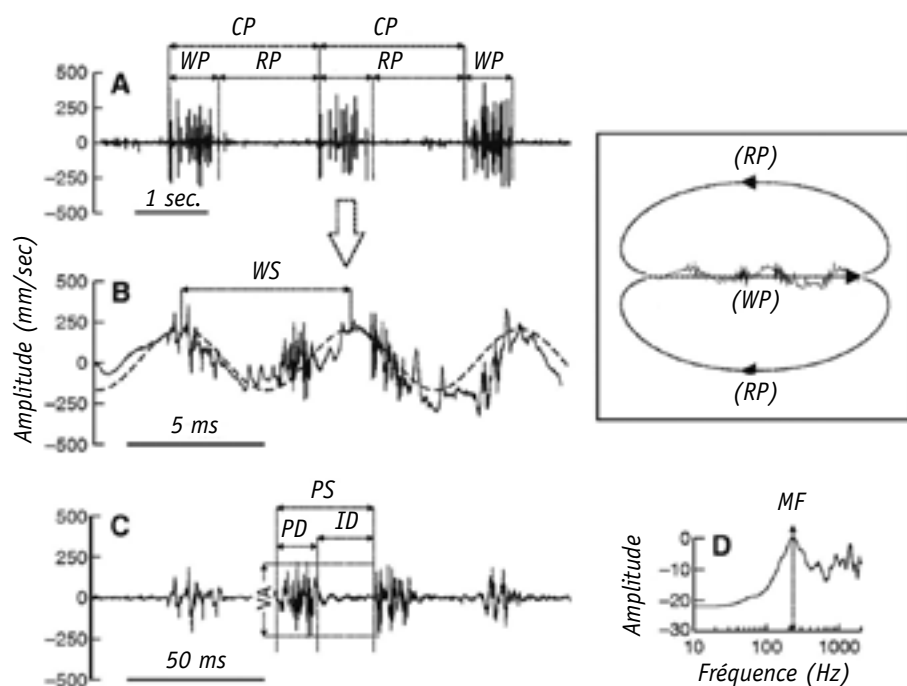 CP CP
WP RP RP WP
500
250
0
−250
−500
A
1 sec.
Amplitude (mm/sec)
WS
500
250
0
−250
−500
B
5 ms
PS
PD ID
VA
500
250
0
−250
−500
C
50 ms
(RP)
(WP)
(RP)
MF
D
Amplitude
0
−10
−20
−30
10 100 1000
Fréquence (Hz)